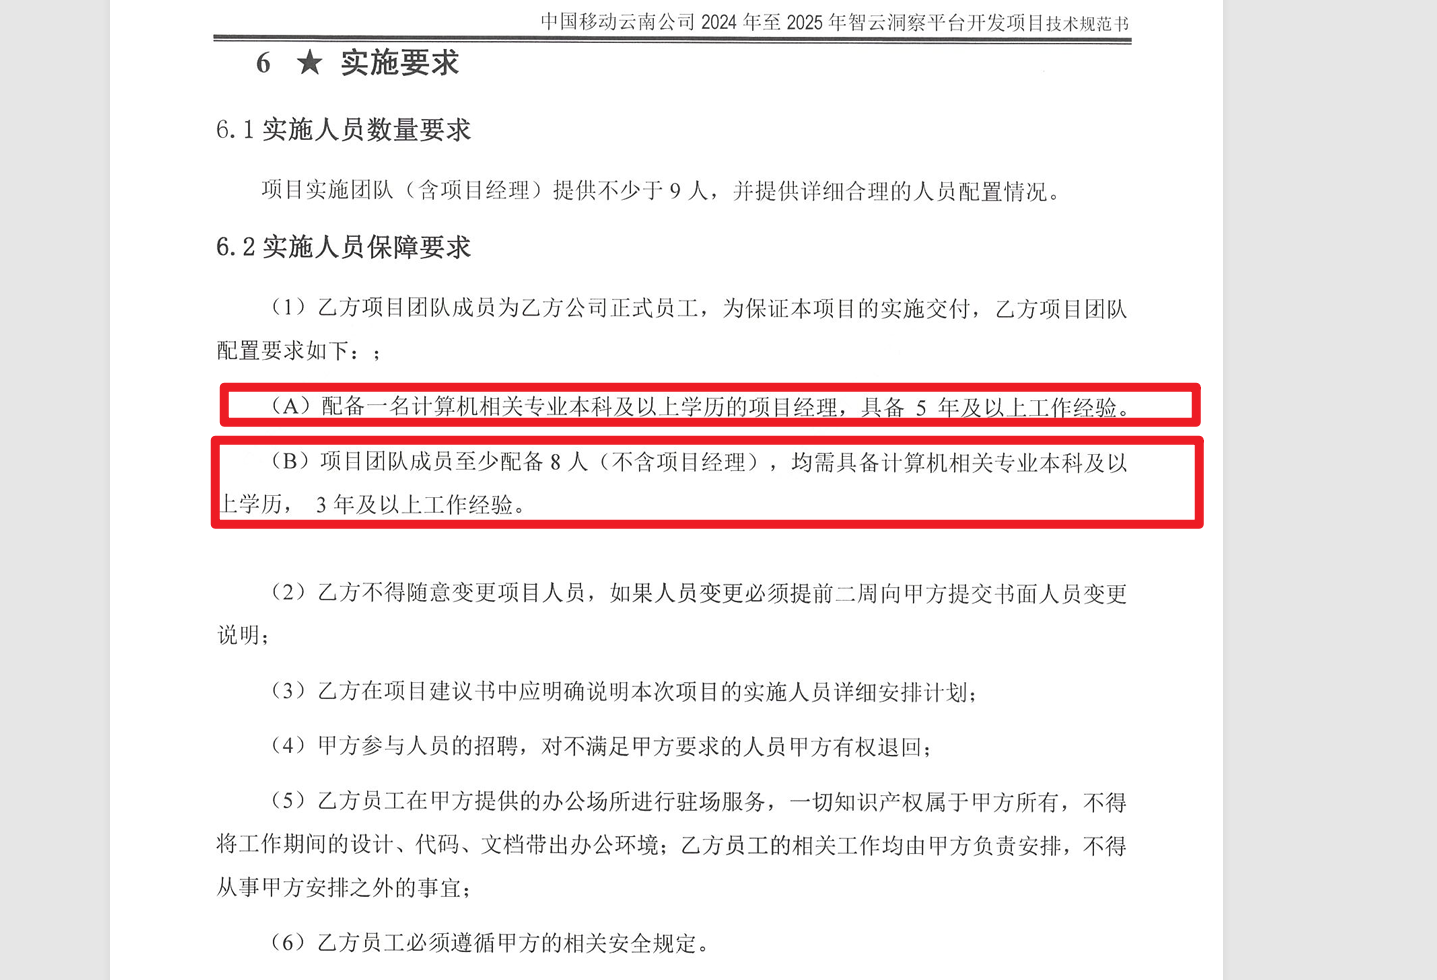 中国移动云南公司 2024 年至 2025 年智云洞察平台开发项目技术规范书
6 ★ 实施要求
6.1 实施人员数量要求
项目实施团队（含项目经理）提供不少于 9 人，并提供详细合理的人员配置情况。
6.2 实施人员保障要求
（1）乙方项目团队成员为乙方公司正式员工，为保证本项目的实施交付，乙方项目团队
配置要求如下：；
（A）配备一名计算机相关专业本科及以上学历的项目经理，具备 5 年及以上工作经验。
（B）项目团队成员至少配备 8 人（不含项目经理），均需具备计算机相关专业本科及以
上学历， 3 年及以上工作经验。
（2）乙方不得随意变更项目人员，如果人员变更必须提前二周向甲方提交书面人员变更
说明；
（3）乙方在项目建议书中应明确说明本次项目的实施人员详细安排计划；
（4）甲方参与人员的招聘，对不满足甲方要求的人员甲方有权退回；
（5）乙方员工在甲方提供的办公场所进行驻场服务，一切知识产权属于甲方所有，不得
将工作期间的设计、代码、文档带出办公环境；乙方员工的相关工作均由甲方负责安排，不得
从事甲方安排之外的事宜；
（6）乙方员工必须遵循甲方的相关安全规定。